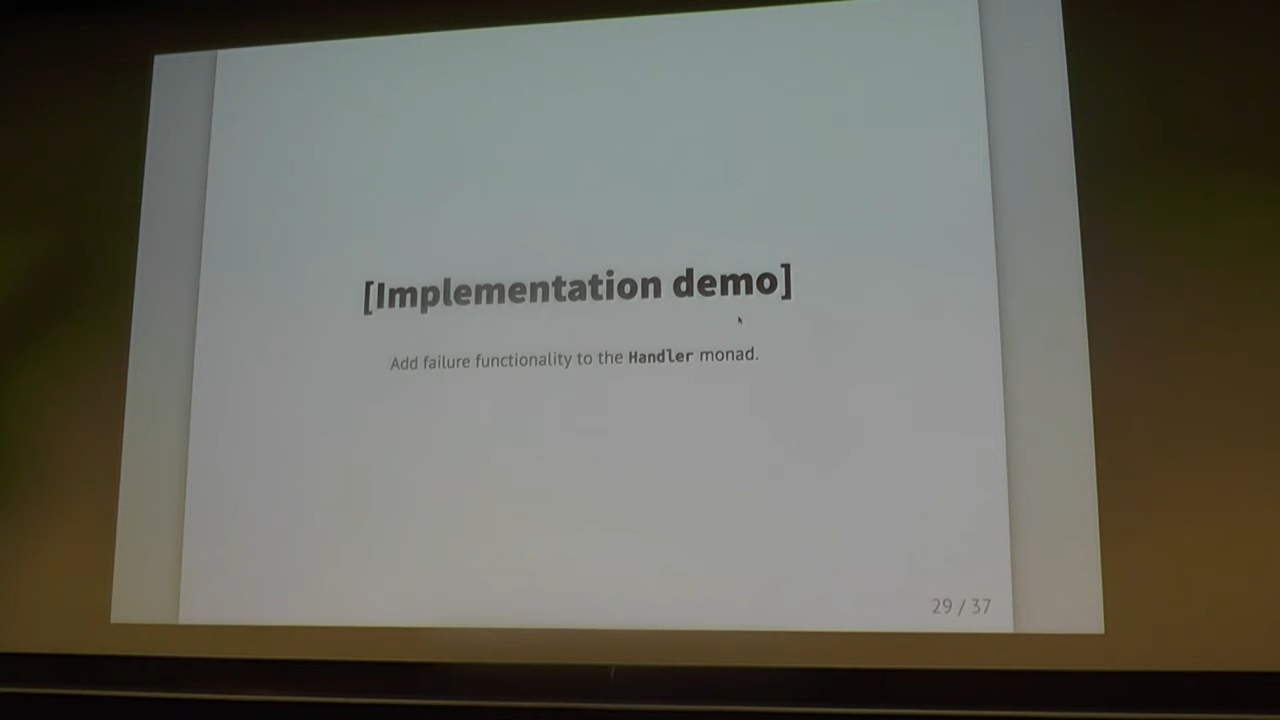 [Implementation demo]
Add failure functionality to the Handler monad.
29 / 37